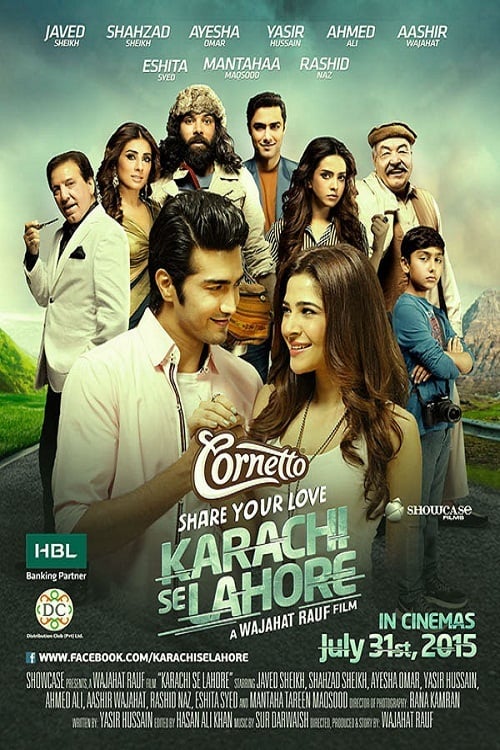 JAVED SHEIKH
SHAHZAD SHEIKH
AYESHA OMAR
YASIR HUSSAIN
AHMED ALI
AASHIR WAJAHAT
ESHITA SYED
MANTAHAA MAQSOOD
RASHID NAZ
Cornetto
SHARE YOUR LOVE
KARACHI
SE LAHORE
A WAJAHAT RAUF FILM
SHOWCASE
FILMS
HBL
Banking Partner
DC
Distribution Club (Pvt) Ltd.
IN CINEMAS
July 31st, 2015
f WWW.FACEBOOK.COM/KARACHISELAHORE
SHOWCASE PRESENTS A WAJAHAT RAUF FILM "KARACHI SE LAHORE" STARRING JAVED SHEIKH, SHAHZAD SHEIKH, AYESHA OMER, YASIR HUSSAIN,
AHMED ALI, AASHIR WAJAHAT, RASHID NAZ, ESHITA SYED AND MANTAHA TAREEN MAQSOOD DIRECTOR OF PHOTOGRAPHY: RANA KAMRAN
WRITTEN BY: YASIR HUSSAIN EDITED BY: HASAN ALI KHAN MUSIC BY: SUR DARWAISH DIRECTED, PRODUCED & STORY BY: WAJAHAT RAUF